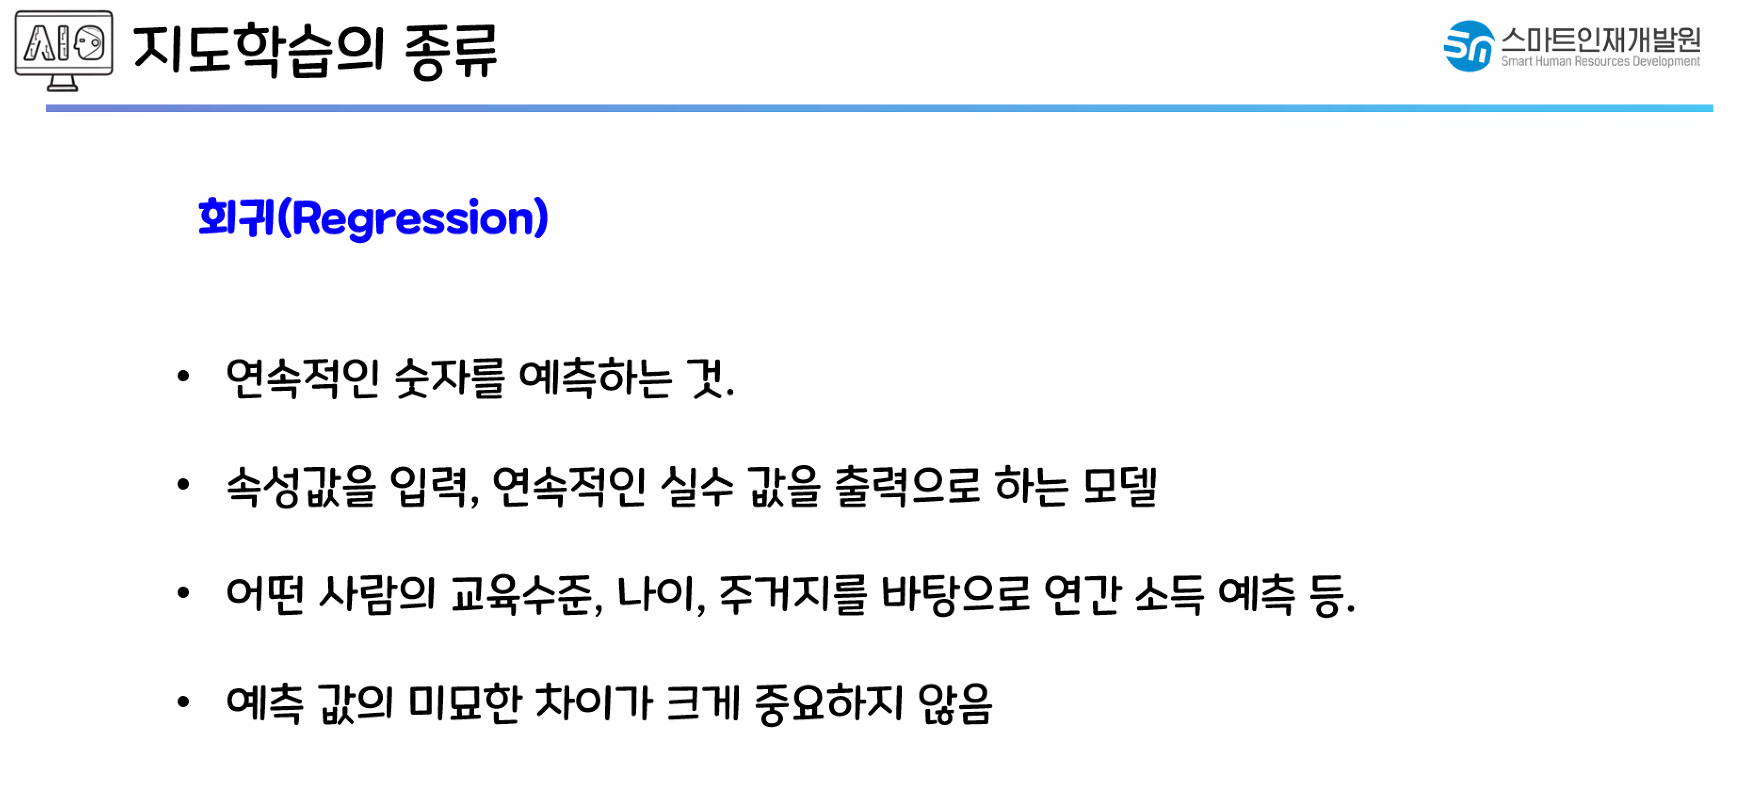 AI
지도학습의 종류
스마트인재개발원
Smart Human Resources Development
회귀(Regression)
• 연속적인 숫자를 예측하는 것.
• 속성값을 입력, 연속적인 실수 값을 출력으로 하는 모델
• 어떤 사람의 교육수준, 나이, 주거지를 바탕으로 연간 소득 예측 등.
• 예측 값의 미묘한 차이가 크게 중요하지 않음